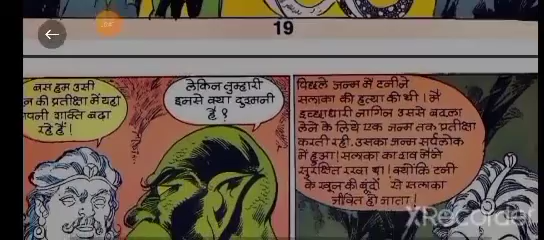 19
बस हम उसी
न की प्रतीक्षा में यहां
पनी शक्ति बढ़ा
रहे हैं!
लेकिन तुम्हारी
इनसे क्या दुश्मनी
है?
पिछले जन्म में टनीने
सलाका की हत्या की थी। मैं
इच्छाधारी नागिन उससे बदला
लेने के लिये एक जन्म तक प्रतीक्षा
करती रही. उसका जन्म सर्पलोक
में हुआ। सलाका का शव मैंने
सुरक्षित रखा था। क्योंकि टनी
के खून की बूंदों से सलाका
जीवित हो जाता!
XRecorder